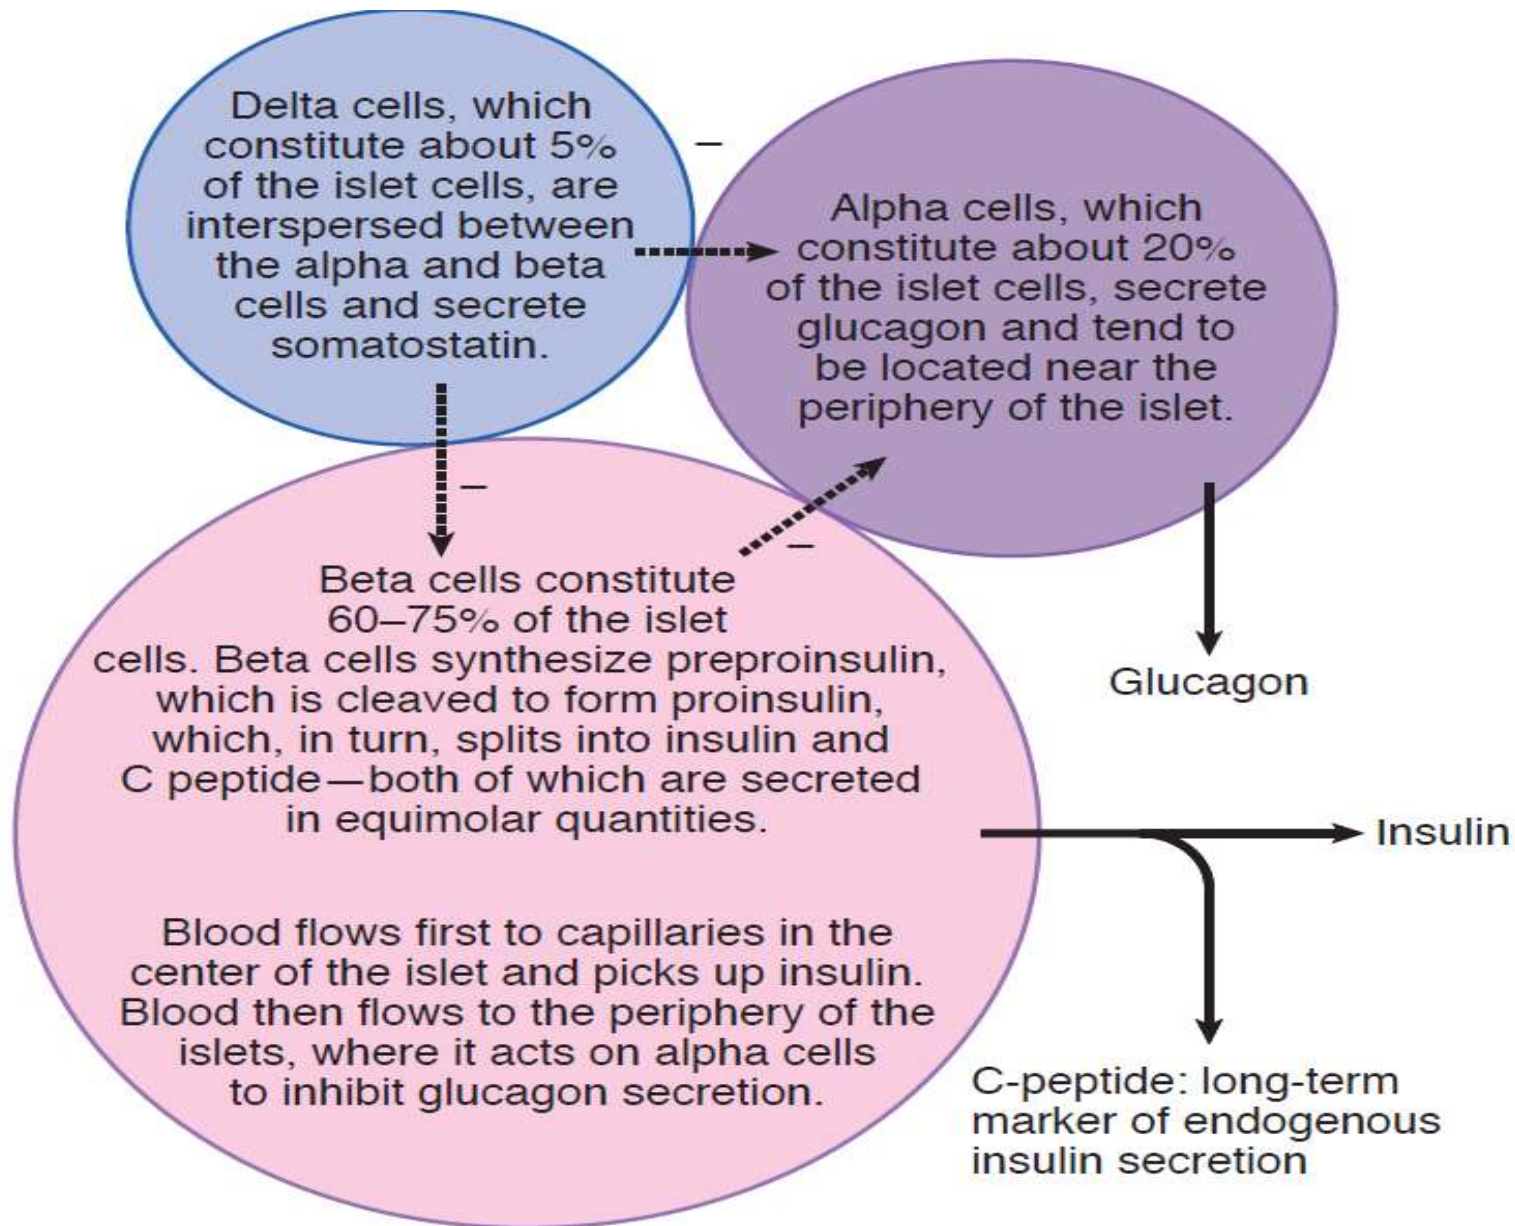 Delta cells, which
constitute about 5%
of the islet cells, are
interspersed between
the alpha and beta
cells and secrete
somatostatin.
–
Alpha cells, which
constitute about 20%
of the islet cells, secrete
glucagon and tend to
be located near the
periphery of the islet.
–
–
Beta cells constitute
60–75% of the islet
cells. Beta cells synthesize preproinsulin,
which is cleaved to form proinsulin,
which, in turn, splits into insulin and
C peptide—both of which are secreted
in equimolar quantities.
Blood flows first to capillaries in the
center of the islet and picks up insulin.
Blood then flows to the periphery of the
islets, where it acts on alpha cells
to inhibit glucagon secretion.
Glucagon
Insulin
C-peptide: long-term
marker of endogenous
insulin secretion